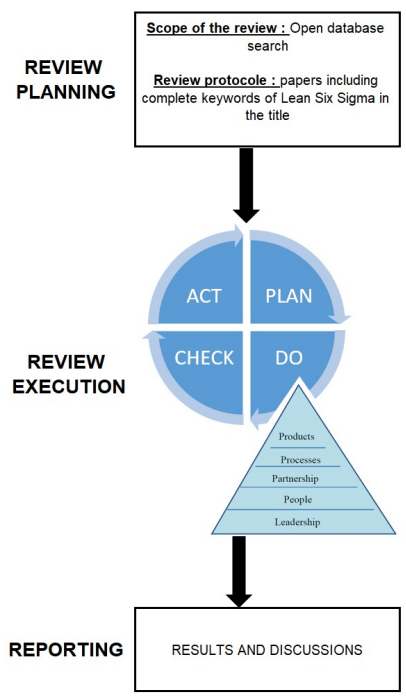 REVIEW
PLANNING
Scope of the review : Open database
search
Review protocole : papers including
complete keywords of Lean Six Sigma in
the title
REVIEW
EXECUTION
ACT
PLAN
CHECK
DO
Products
Processes
Partnership
People
Leadership
REPORTING
RESULTS AND DISCUSSIONS